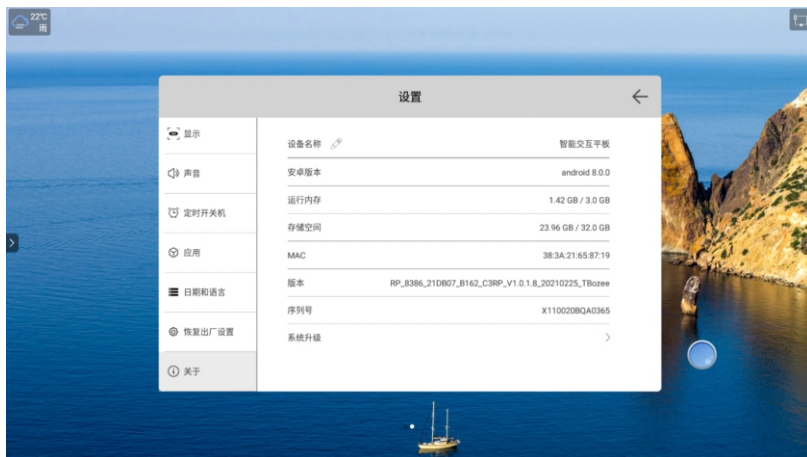 22℃
雨
设置
显示
声音
定时开关机
应用
日期和语言
恢复出厂设置
关于
设备名称 智能交互平板
安卓版本 android 8.0.0
运行内存 1.42 GB / 3.0 GB
存储空间 23.96 GB / 32.0 GB
MAC 38:3A:21:65:87:19
版本 RP_8386_21DB07_B162_C3RP_V1.0.1.8_20210225_TBozee
序列号 X110020BQA0365
系统升级